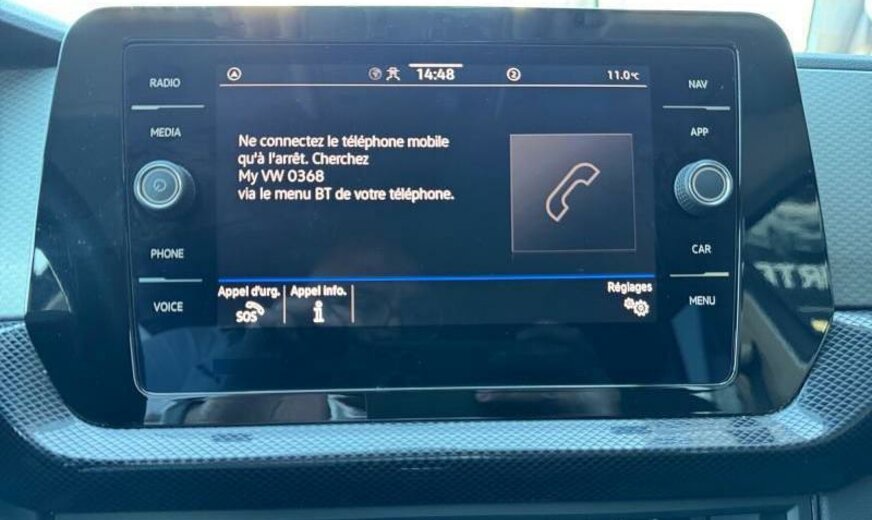 RADIO
MEDIA
PHONE
VOICE
14:48
2
11.0°C
Ne connectez le téléphone mobile
qu'à l'arrêt. Cherchez
My VW 0368
via le menu BT de votre téléphone.
Appel d'urg.
SOS
Appel info.
Réglages
NAV
APP
CAR
MENU